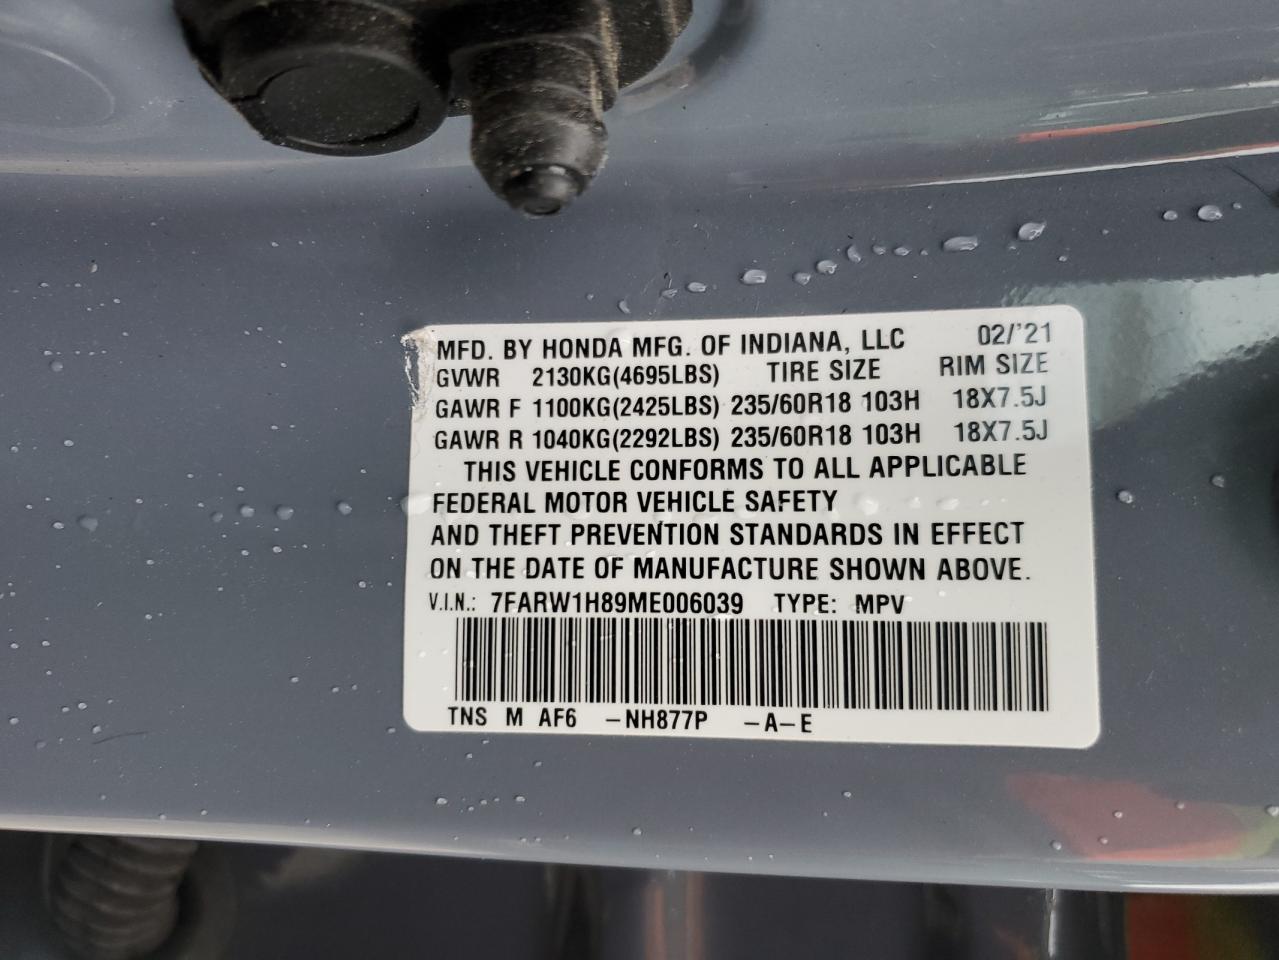 MFD. BY HONDA MFG. OF INDIANA, LLC 02/'21
GVWR 2130KG(4695LBS) TIRE SIZE RIM SIZE
GAWR F 1100KG(2425LBS) 235/60R18 103H 18X7.5J
GAWR R 1040KG(2292LBS) 235/60R18 103H 18X7.5J
THIS VEHICLE CONFORMS TO ALL APPLICABLE
FEDERAL MOTOR VEHICLE SAFETY
AND THEFT PREVENTION STANDARDS IN EFFECT
ON THE DATE OF MANUFACTURE SHOWN ABOVE.
V.I.N.: 7FARW1H89ME006039 TYPE: MPV
TNS M AF6 -NH877P -A-E